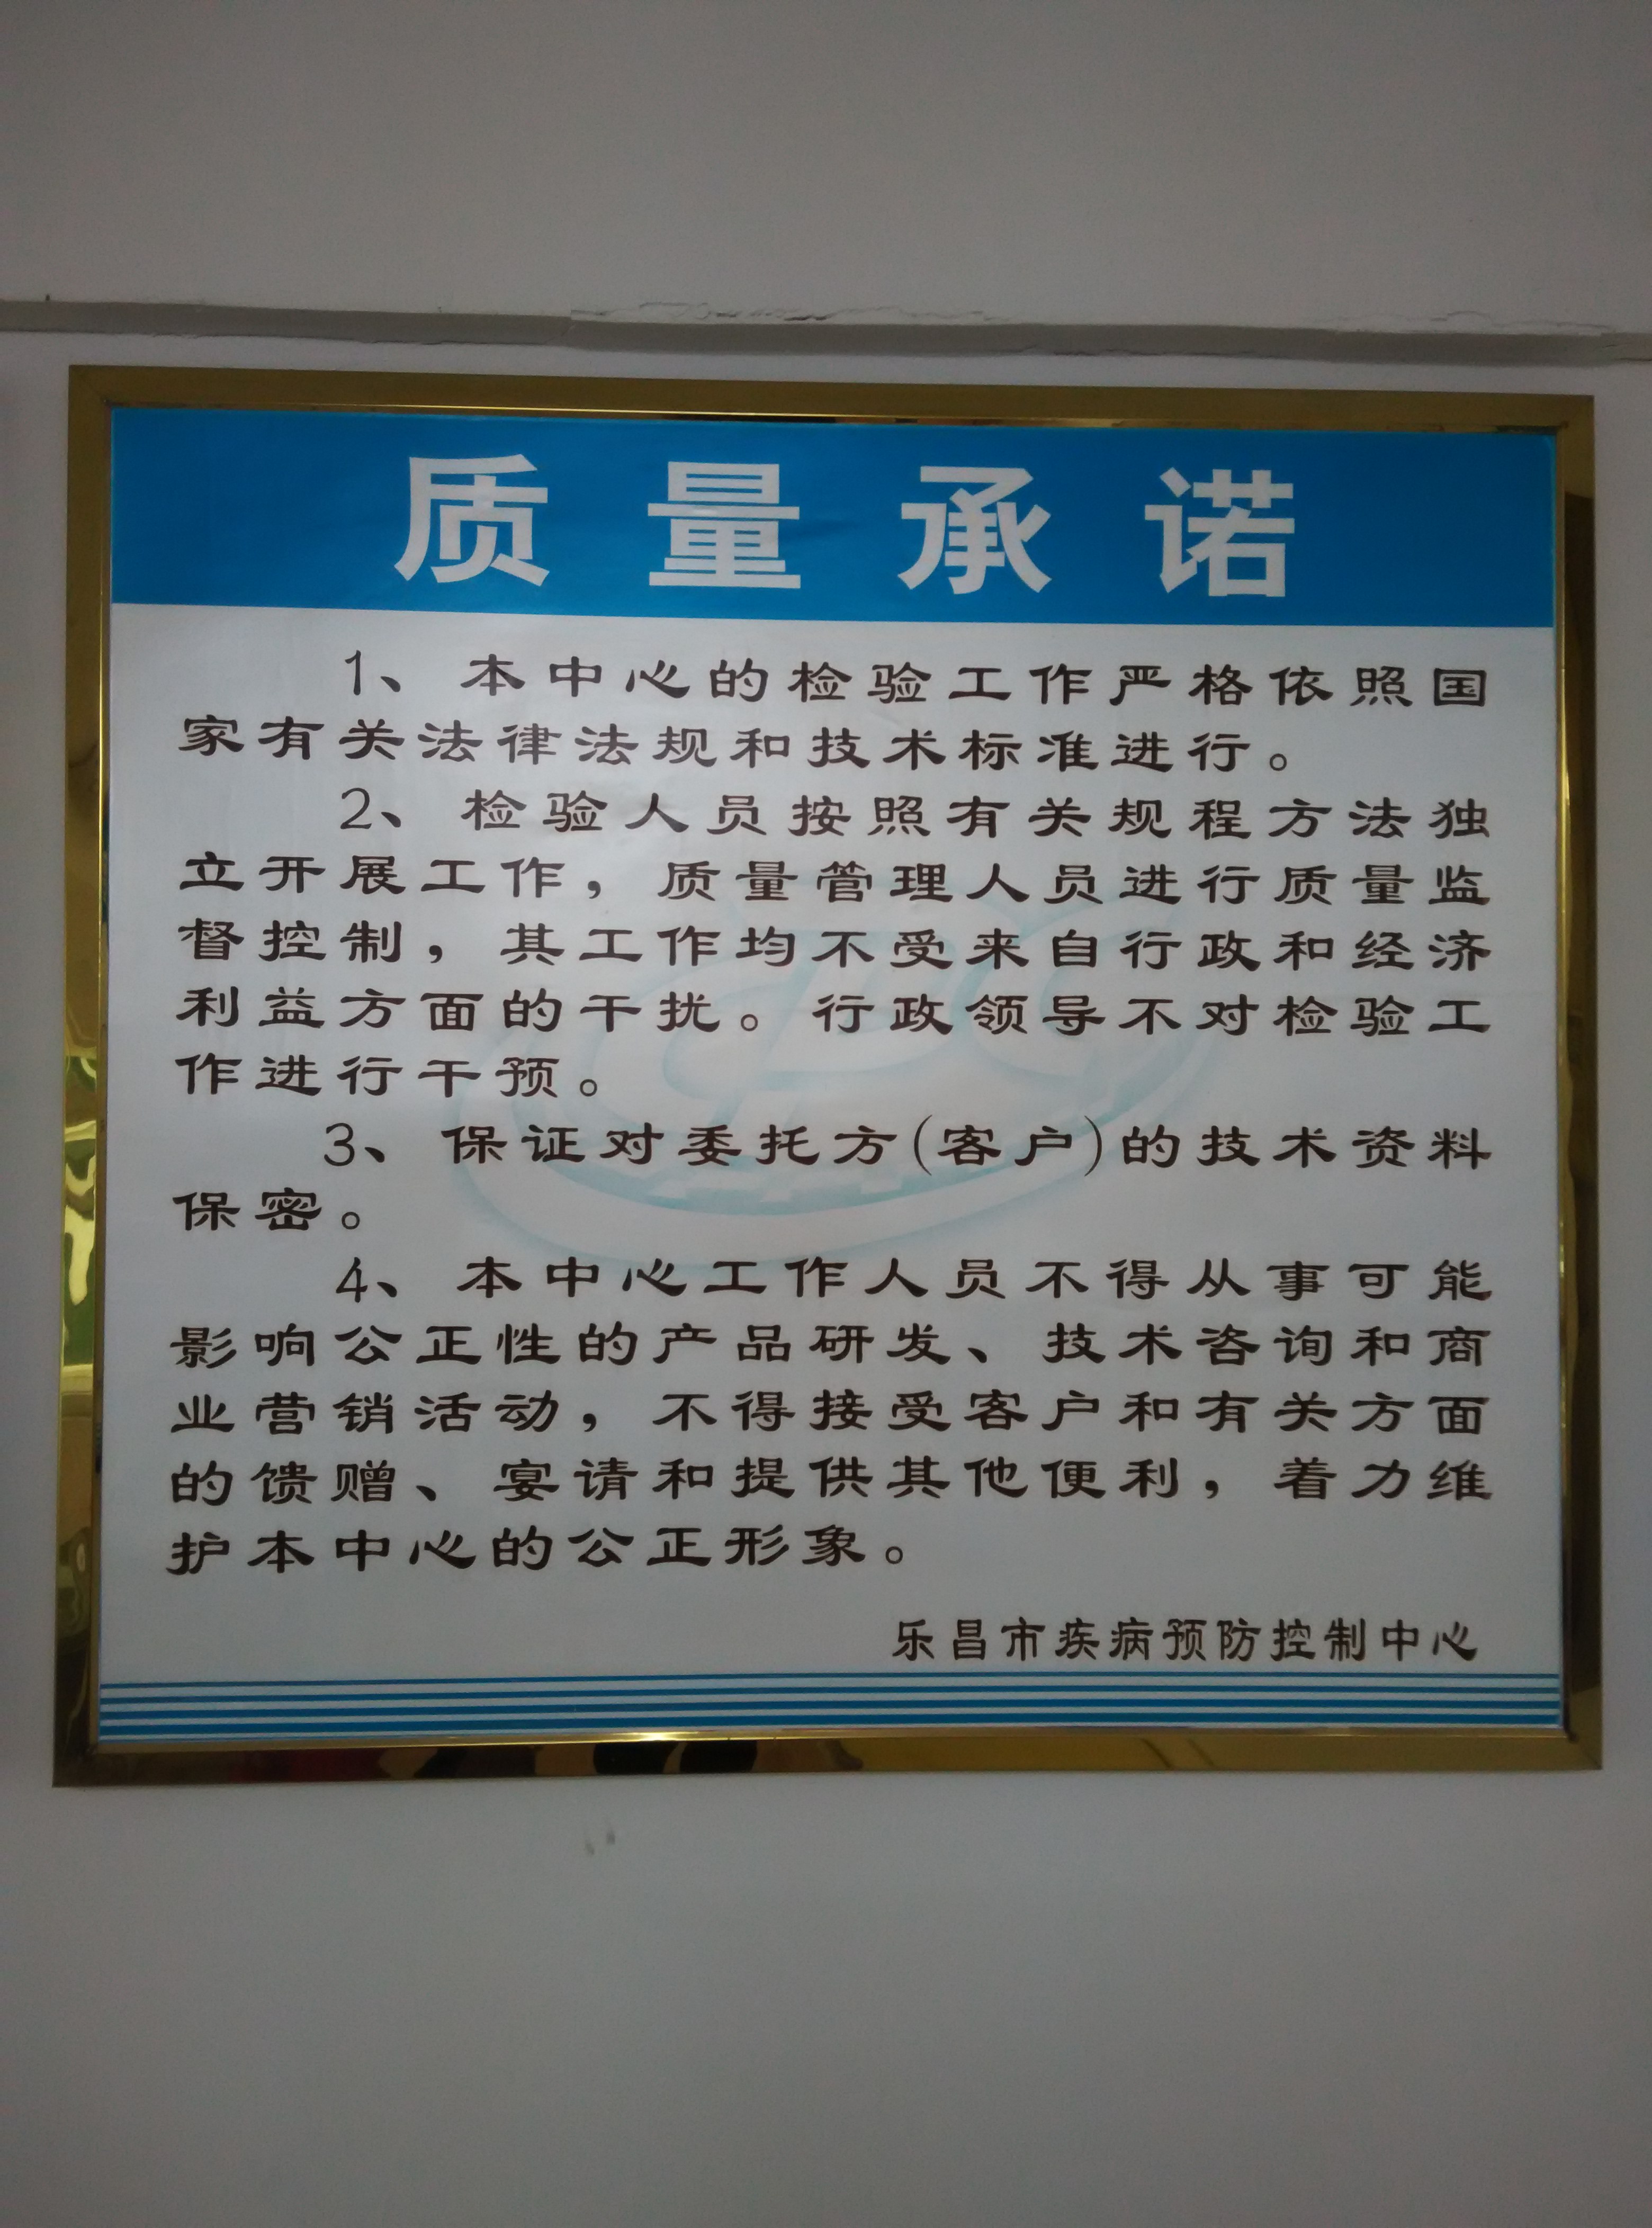 质量承诺
1、本中心的检验工作严格依照国
家有关法律法规和技术标准进行。
2、检验人员按照有关规程方法独
立开展工作，质量管理人员进行质量监
督控制，其工作均不受来自行政和经济
利益方面的干扰。行政领导不对检验工
作进行干预。
3、保证对委托方(客户)的技术资料
保密。
4、本中心工作人员不得从事可能
影响公正性的产品研发、技术咨询和商
业营销活动，不得接受客户和有关方面
的馈赠、宴请和提供其他便利，着力维
护本中心的公正形象。
乐昌市疾病预防控制中心